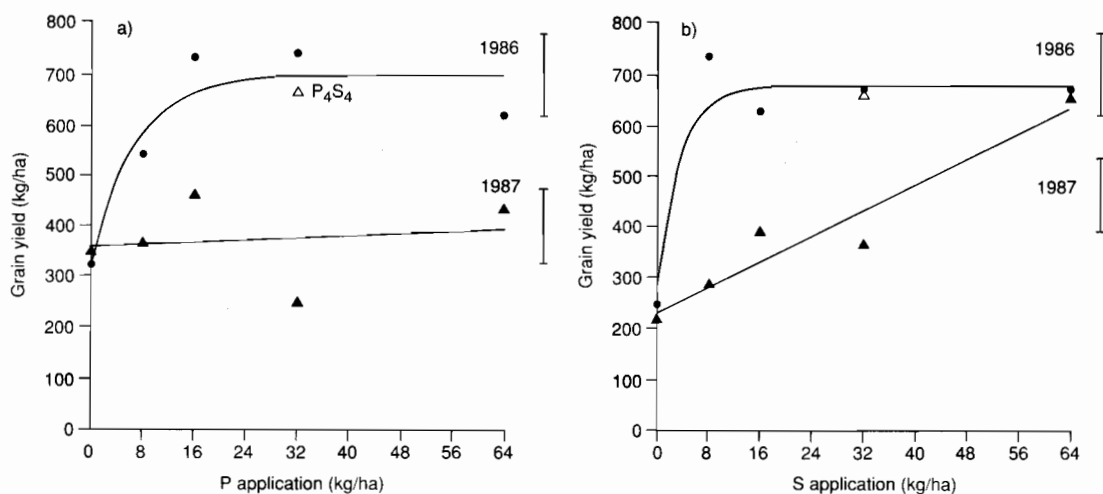 a)
Grain yield (kg/ha)
800
700
600
500
400
300
200
100
0
P₄S₄
1986
1987
0 8 16 24 32 40 48 56 64
P application (kg/ha)
b)
Grain yield (kg/ha)
800
700
600
500
400
300
200
100
0
1986
1987
0 8 16 24 32 40 48 56 64
S application (kg/ha)